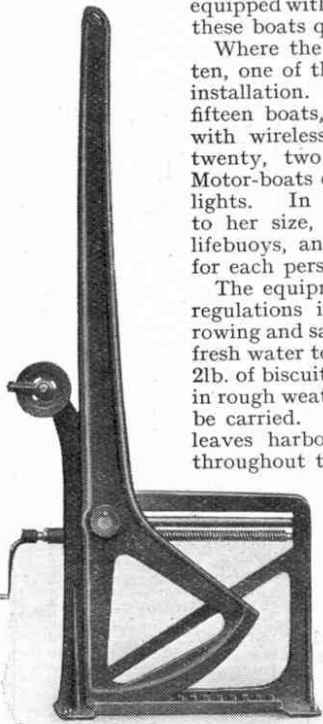 equipped with
these boats q
Where the
ten, one of th
installation.
fifteen boats,
with wireless
twenty, two
Motor-boats
lights. In
to her size,
lifebuoys, an
for each pers
The equipm
regulations i
rowing and sa
fresh water to
2lb. of biscuit
in rough weat
be carried.
leaves harbo
throughout t